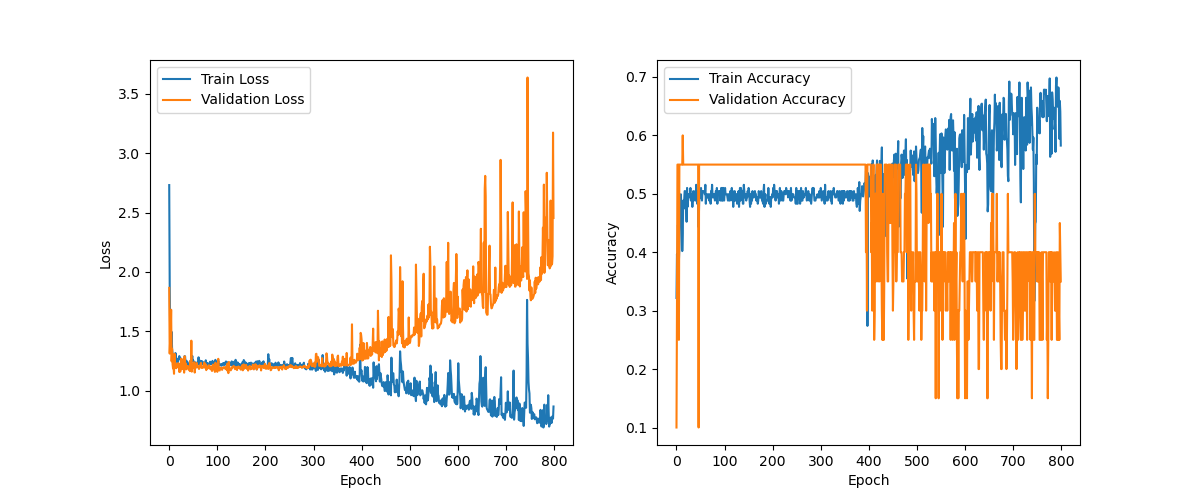 Train Loss
Validation Loss
3.5
3.0
2.5
2.0
1.5
1.0
Loss
0 100 200 300 400 500 600 700 800
Epoch
Train Accuracy
Validation Accuracy
0.7
0.6
0.5
0.4
0.3
0.2
0.1
Accuracy
0 100 200 300 400 500 600 700 800
Epoch